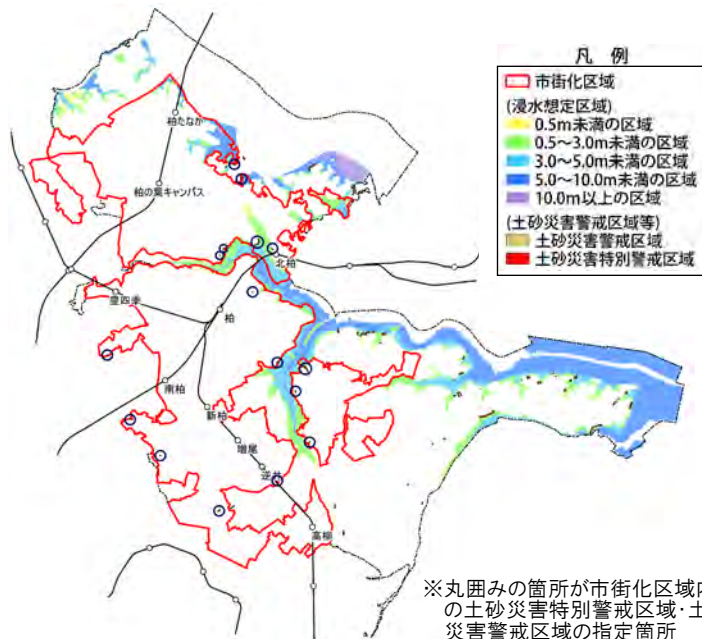 凡例
市街化区域
(浸水想定区域)
0.5m未満の区域
0.5～3.0m未満の区域
3.0～5.0m未満の区域
5.0～10.0m未満の区域
10.0m以上の区域
(土砂災害警戒区域等)
土砂災害警戒区域
土砂災害特別警戒区域
柏たなか
柏の葉キャンパス
北柏
豊四季
柏
南柏
新柏
増尾
逆井
高柳
※丸囲みの箇所が市街化区域内
の土砂災害特別警戒区域・土
災害警戒区域の指定箇所